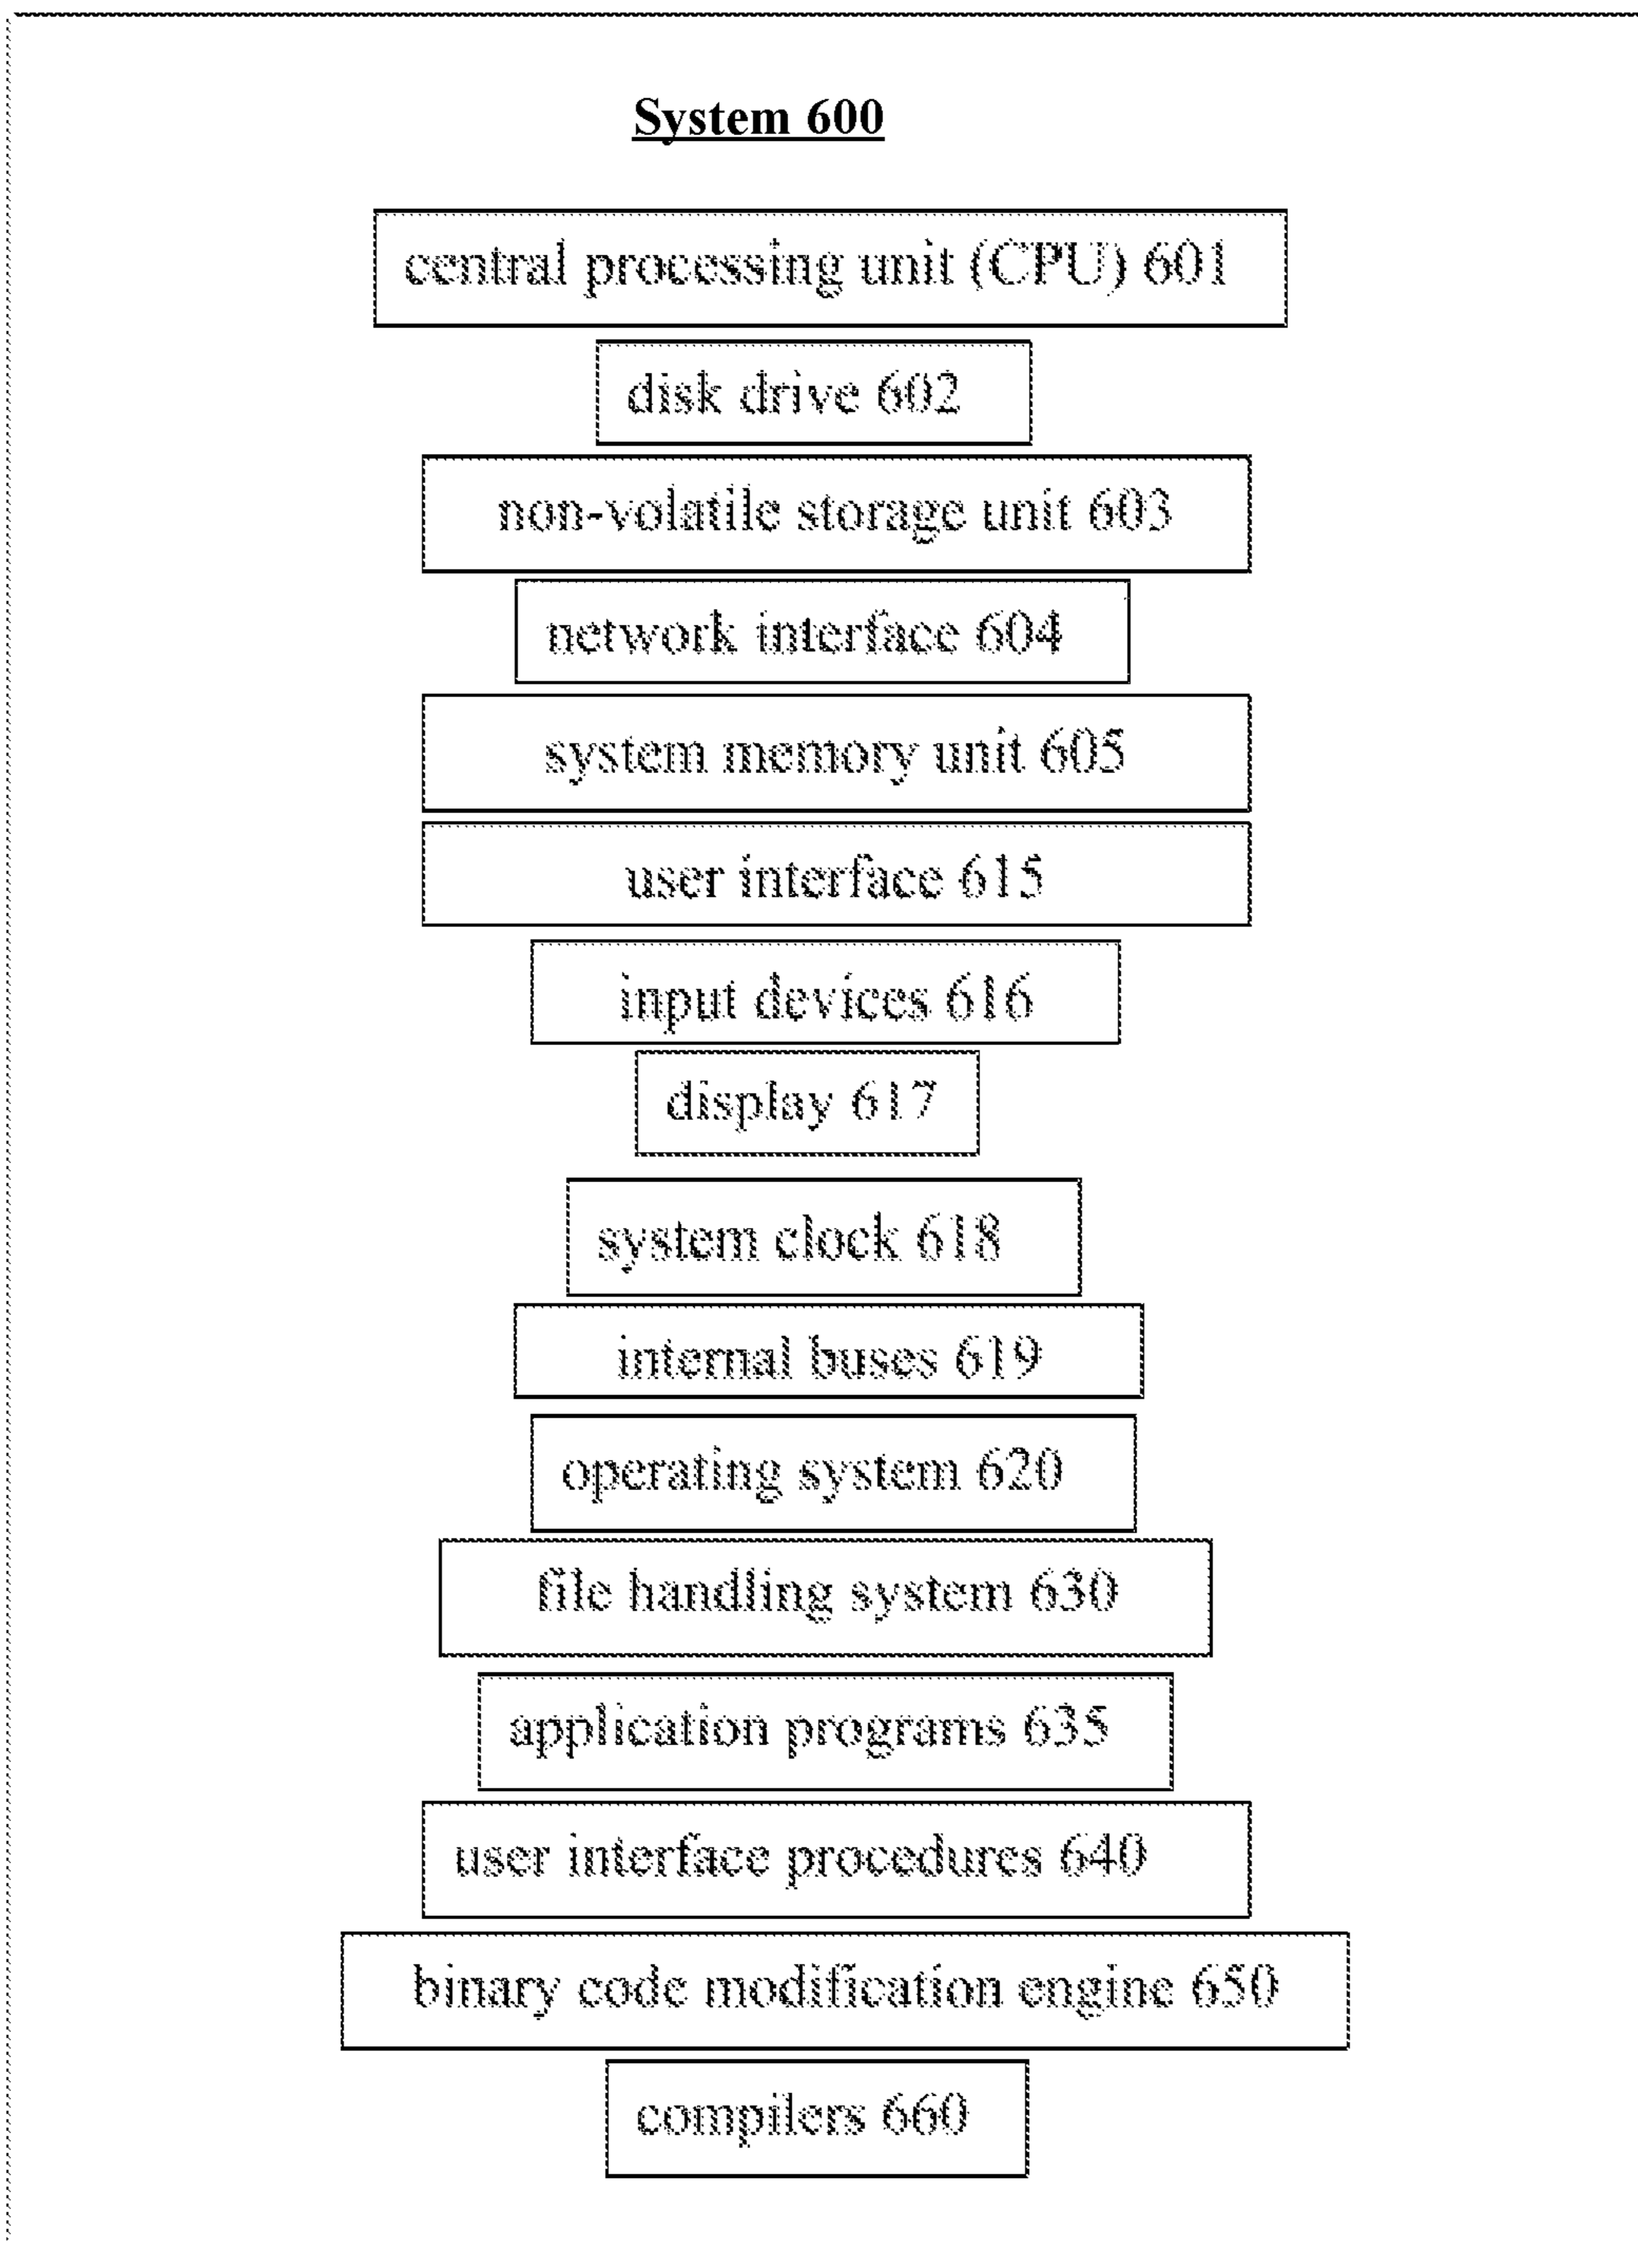 System 600
central processing unit (CPU) 601
disk drive 602
non-volatile storage unit 603
network interface 604
system memory unit 605
user interface 615
input devices 616
display 617
system clock 618
internal buses 619
operating system 620
file handling system 630
application programs 635
user interface procedures 640
binary code modification engine 650
compilers 660